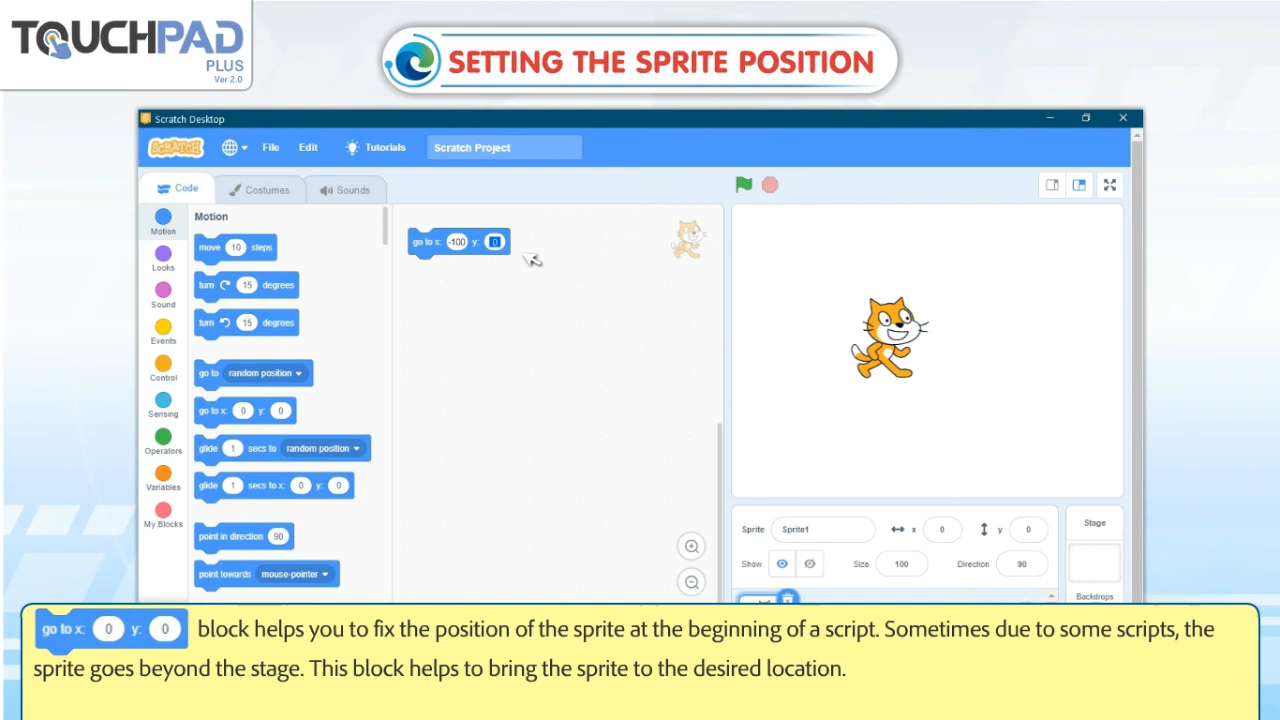 TOUCHPAD
PLUS
Ver 2.0
SETTING THE SPRITE POSITION
Scratch Desktop
SCRATCH
File Edit Tutorials Scratch Project
Code Costumes Sounds
Motion
Looks
Sound
Events
Control
Sensing
Operators
Variables
My Blocks
Motion
move 10 steps
turn 15 degrees
turn 15 degrees
go to random position
go to x: 0 y: 0
glide 1 secs to random position
glide 1 secs to x: 0 y: 0
point in direction 90
point towards mouse-pointer
go to x: -100 y: 0
Sprite Sprite1 x 0 y 0
Show Size 100 Direction 90
Stage
Backdrops
go to x: 0 y: 0 block helps you to fix the position of the sprite at the beginning of a script. Sometimes due to some scripts, the
sprite goes beyond the stage. This block helps to bring the sprite to the desired location.